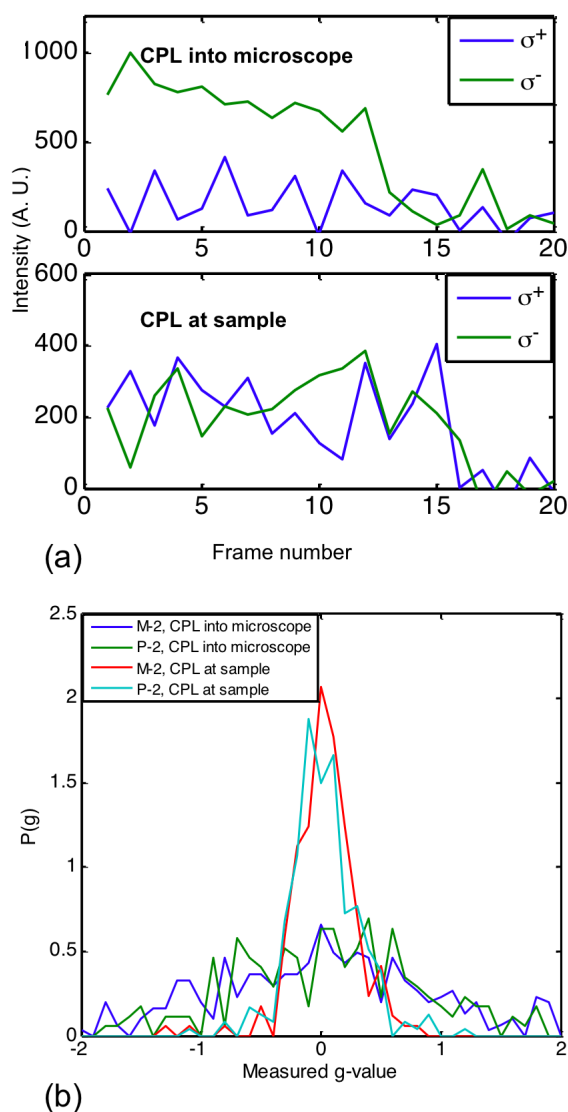 1000
CPL into microscope
σ+
σ-
500
0
0
5
10
15
20
Intensity (A. U.)
600
CPL at sample
σ+
σ-
400
200
0
0
5
10
15
20
(a)
Frame number
2.5
M-2, CPL into microscope
P-2, CPL into microscope
M-2, CPL at sample
P-2, CPL at sample
2
1.5
P(g)
1
0.5
0
-2
-1
0
1
2
Measured g-value
(b)